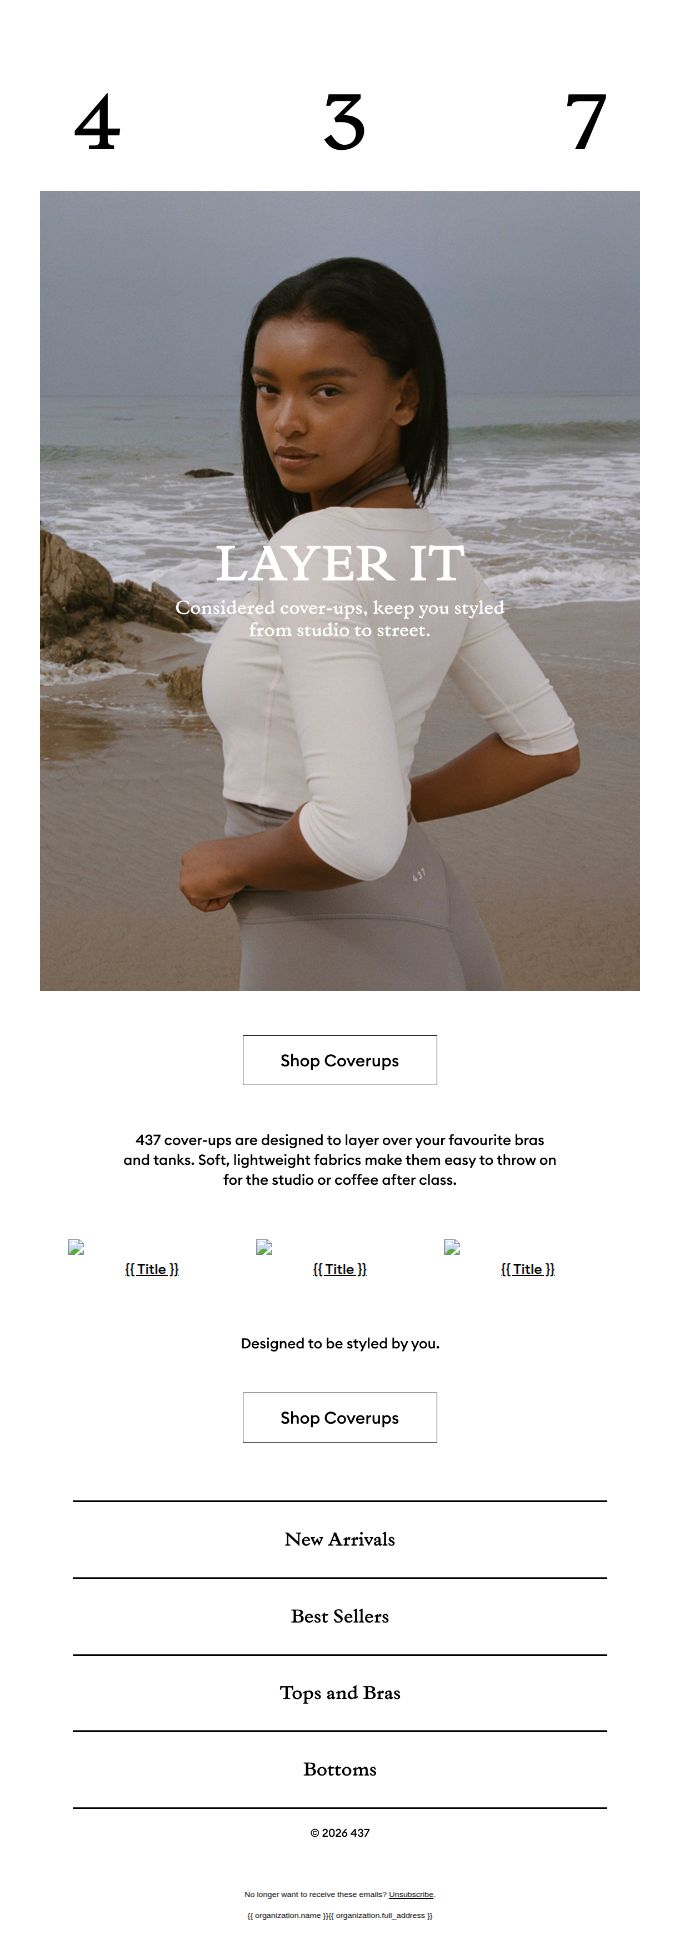 4 3 7
LAYER IT
Considered cover-ups, keep you styled
from studio to street.
437
Shop Coverups
437 cover-ups are designed to layer over your favourite bras
and tanks. Soft, lightweight fabrics make them easy to throw on
for the studio or coffee after class.
{{ Title }} {{ Title }} {{ Title }}
Designed to be styled by you.
Shop Coverups
New Arrivals
Best Sellers
Tops and Bras
Bottoms
© 2026 437
No longer want to receive these emails? Unsubscribe.
{{ organization.name }}{{ organization.full_address }}